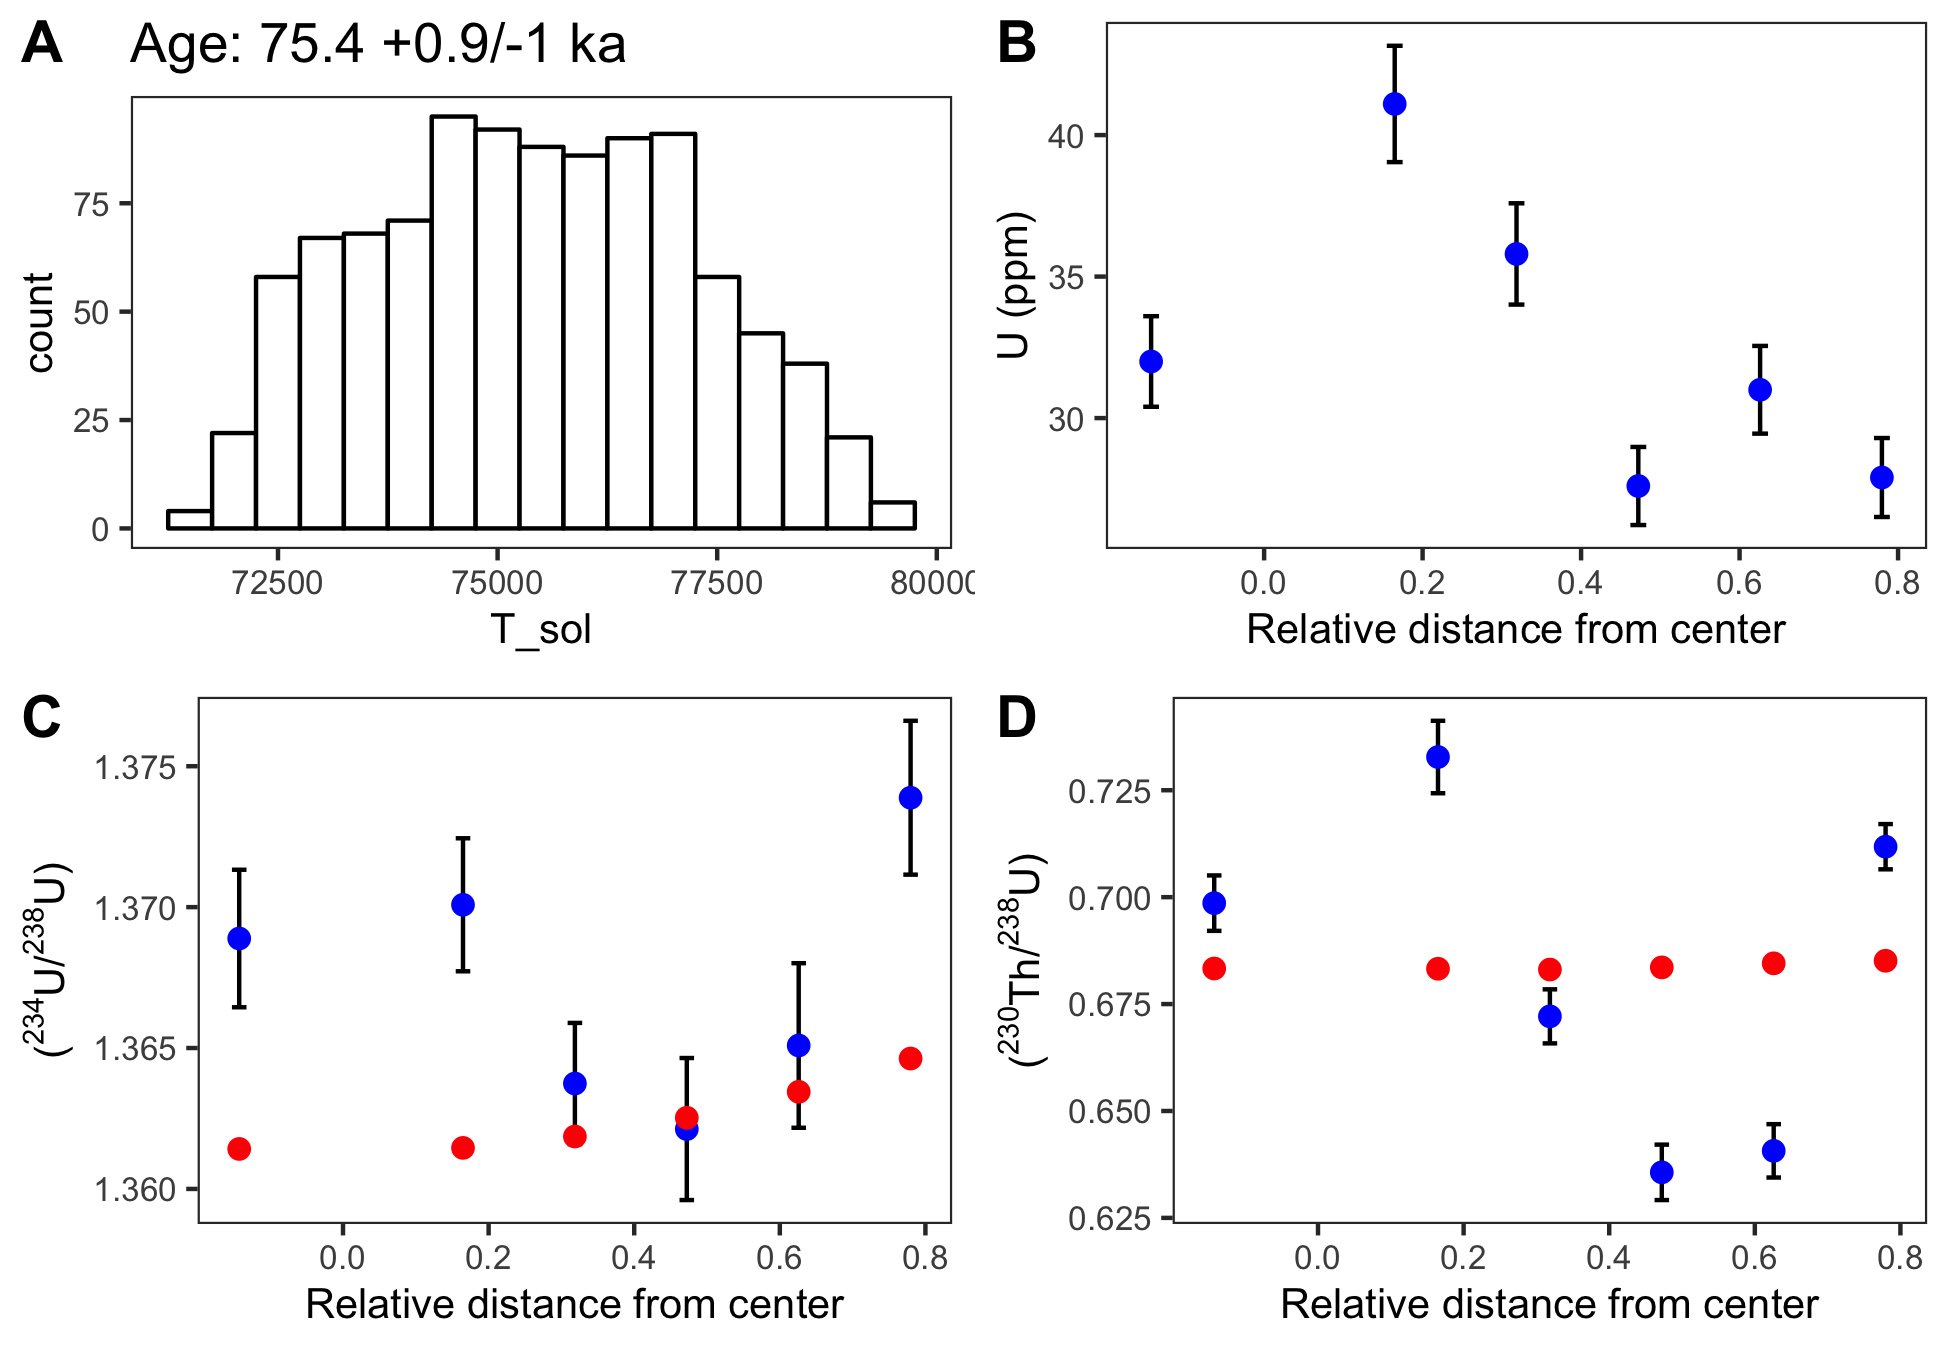 A Age: 75.4 +0.9/-1 ka
count
75
50
25
0
72500 75000 77500 80000
T_sol
B
U (ppm)
40
35
30
0.0 0.2 0.4 0.6 0.8
Relative distance from center
C
(²³⁴U/²³⁸U)
1.375
1.370
1.365
1.360
0.0 0.2 0.4 0.6 0.8
Relative distance from center
D
(²³⁰Th/²³⁸U)
0.725
0.700
0.675
0.650
0.625
0.0 0.2 0.4 0.6 0.8
Relative distance from center